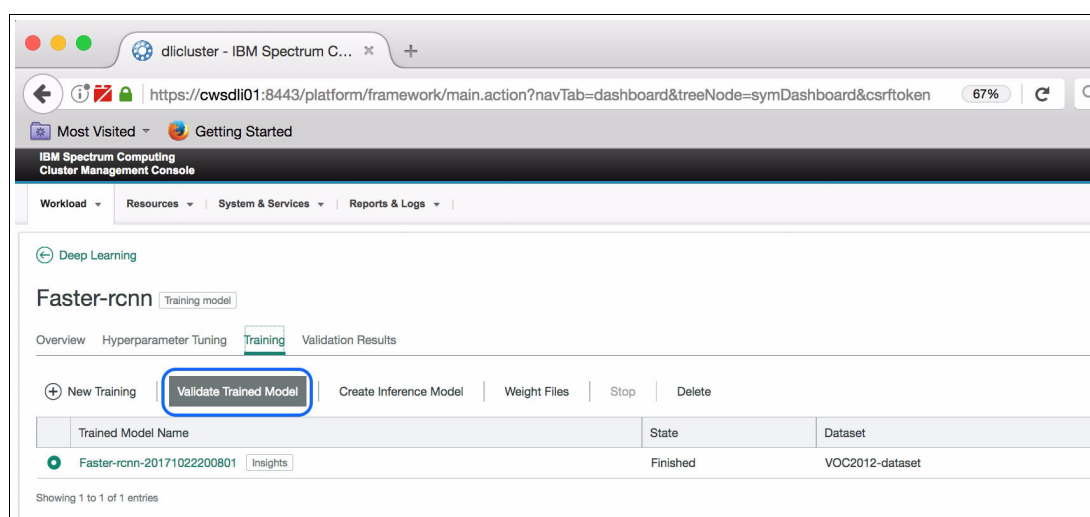 dlicluster - IBM Spectrum C... × +
https://cwsdli01:8443/platform/framework/main.action?navTab=dashboard&treeNode=symDashboard&csrftoken 67%
Most Visited Getting Started
IBM Spectrum Computing
Cluster Management Console
Workload Resources System & Services Reports & Logs
Deep Learning
Faster-rcnn Training model
Overview Hyperparameter Tuning Training Validation Results
New Training Validate Trained Model Create Inference Model Weight Files Stop Delete
Trained Model Name State Dataset
Faster-rcnn-20171022200801 Insights Finished VOC2012-dataset
Showing 1 to 1 of 1 entries